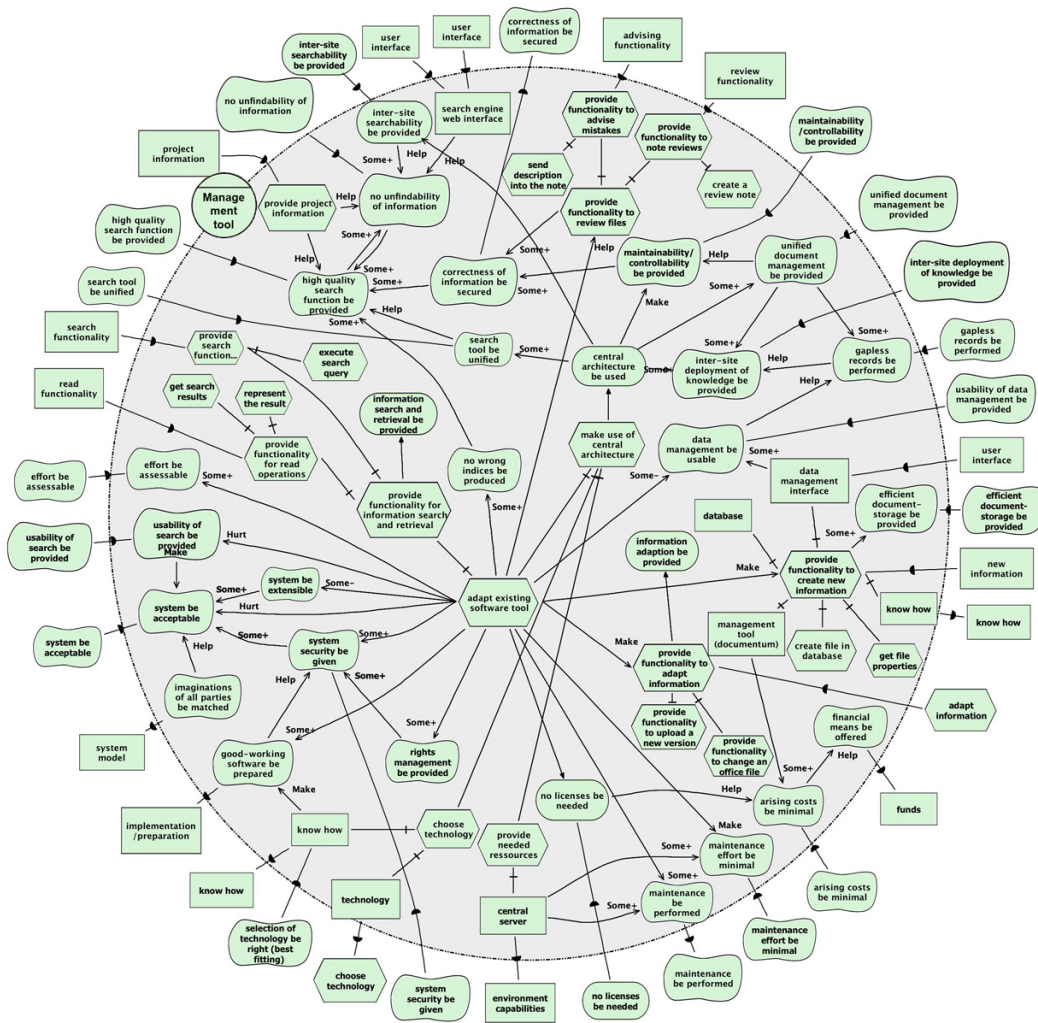 correctness of
information be
secured
user
interface
user
interface
inter-site
searchability
be provided
advising
functionality
review
functionality
no unfindability of
information
inter-site
searchability
be provided
search engine
web interface
provide
functionality to
advise
mistakes
provide
functionality to
note reviews
maintainability
/controllability
be provided
project
information
Some+
Help
Help
send
description
into the note
create a
review note
Manage
ment
tool
provide project
information
Help
no unfindability
of information
provide
functionality to
review files
unified document
management be
provided
high quality
search function
be provided
Help
Some+
Some+
Some+
Help
maintainability/
controllability
be provided
Help
unified
document
management be
provided
inter-site deployment
of knowledge be
provided
search tool
be unified
high quality
search
function be
provided
Some+
correctness of
information be
secured
Some+
Make
Some+
Some+
Help
Some+
search
functionality
provide
search
function...
execute
search
query
search
tool be
unified
Some+
central
architecture
be used
Some+
inter-site
deployment of
knowledge be
provided
Some+
Help
gapless
records be
performed
gapless
records be
performed
read
functionality
get search
results
represent
the result
information
search and
retrieval be
provided
Help
usability of data
management be
provided
provide
functionality
for read
operations
no wrong
indices be
produced
make use of
central
architecture
data
management be
usable
Some+
user
interface
effort be
assessable
effort be
assessable
Some+
provide
functionality for
information search
and retrieval
Some+
Some-
data
management
interface
efficient
document-
storage be
provided
efficient
document-
storage be
provided
usability of
search be
provided
usability of
search be
provided
Make
Hurt
database
information
adaption be
provided
Some+
provide
functionality to
create new
information
new
information
Some+
system be
extensible
Some-
adapt existing
software tool
Make
know how
know how
system be
acceptable
system be
acceptable
Hurt
Some+
Some+
system
security be
given
Make
management
tool
(documentum)
create file in
database
get file
properties
Help
imaginations
of all parties
be matched
Some+
Help
provide
functionality to
adapt
information
adapt
information
system
model
good-working
software be
prepared
Some+
Some+
rights
management
be provided
provide
functionality
to upload a
new version
provide
functionality
to change an
office file
financial
means be
offered
Help
Some+
implementation
/preparation
Make
know how
choose
technology
provide
needed
ressources
no licenses be
needed
Help
arising costs
be minimal
funds
Make
Some+
maintenance
effort be
minimal
know how
technology
central
server
Some+
Some+
maintenance
be
performed
arising costs
be minimal
selection of
technology be
right (best
fitting)
choose
technology
system
security be
given
environment
capabilities
no licenses
be needed
maintenance
be performed
maintenance
effort be
minimal